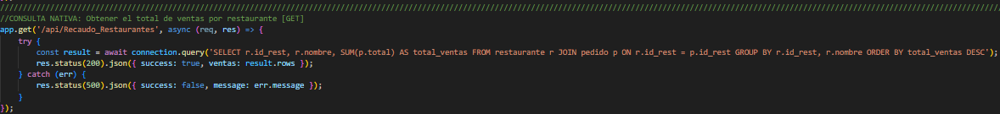 ////////////////////////////////////////////////////////////////////////////////////////////////////////////////////////////////////////////////////////////////////////////////////////////////
//CONSULTA NATIVA: Obtener el total de ventas por restaurante [GET]
app.get('/api/Recaudo_Restaurantes', async (req, res) => {
    try {
        const result = await connection.query('SELECT r.id_rest, r.nombre, SUM(p.total) AS total_ventas FROM restaurante r JOIN pedido p ON r.id_rest = p.id_rest GROUP BY r.id_rest, r.nombre ORDER BY total_ventas DESC');
        res.status(200).json({ success: true, ventas: result.rows });
    } catch (err) {
        res.status(500).json({ success: false, message: err.message });
    }
});